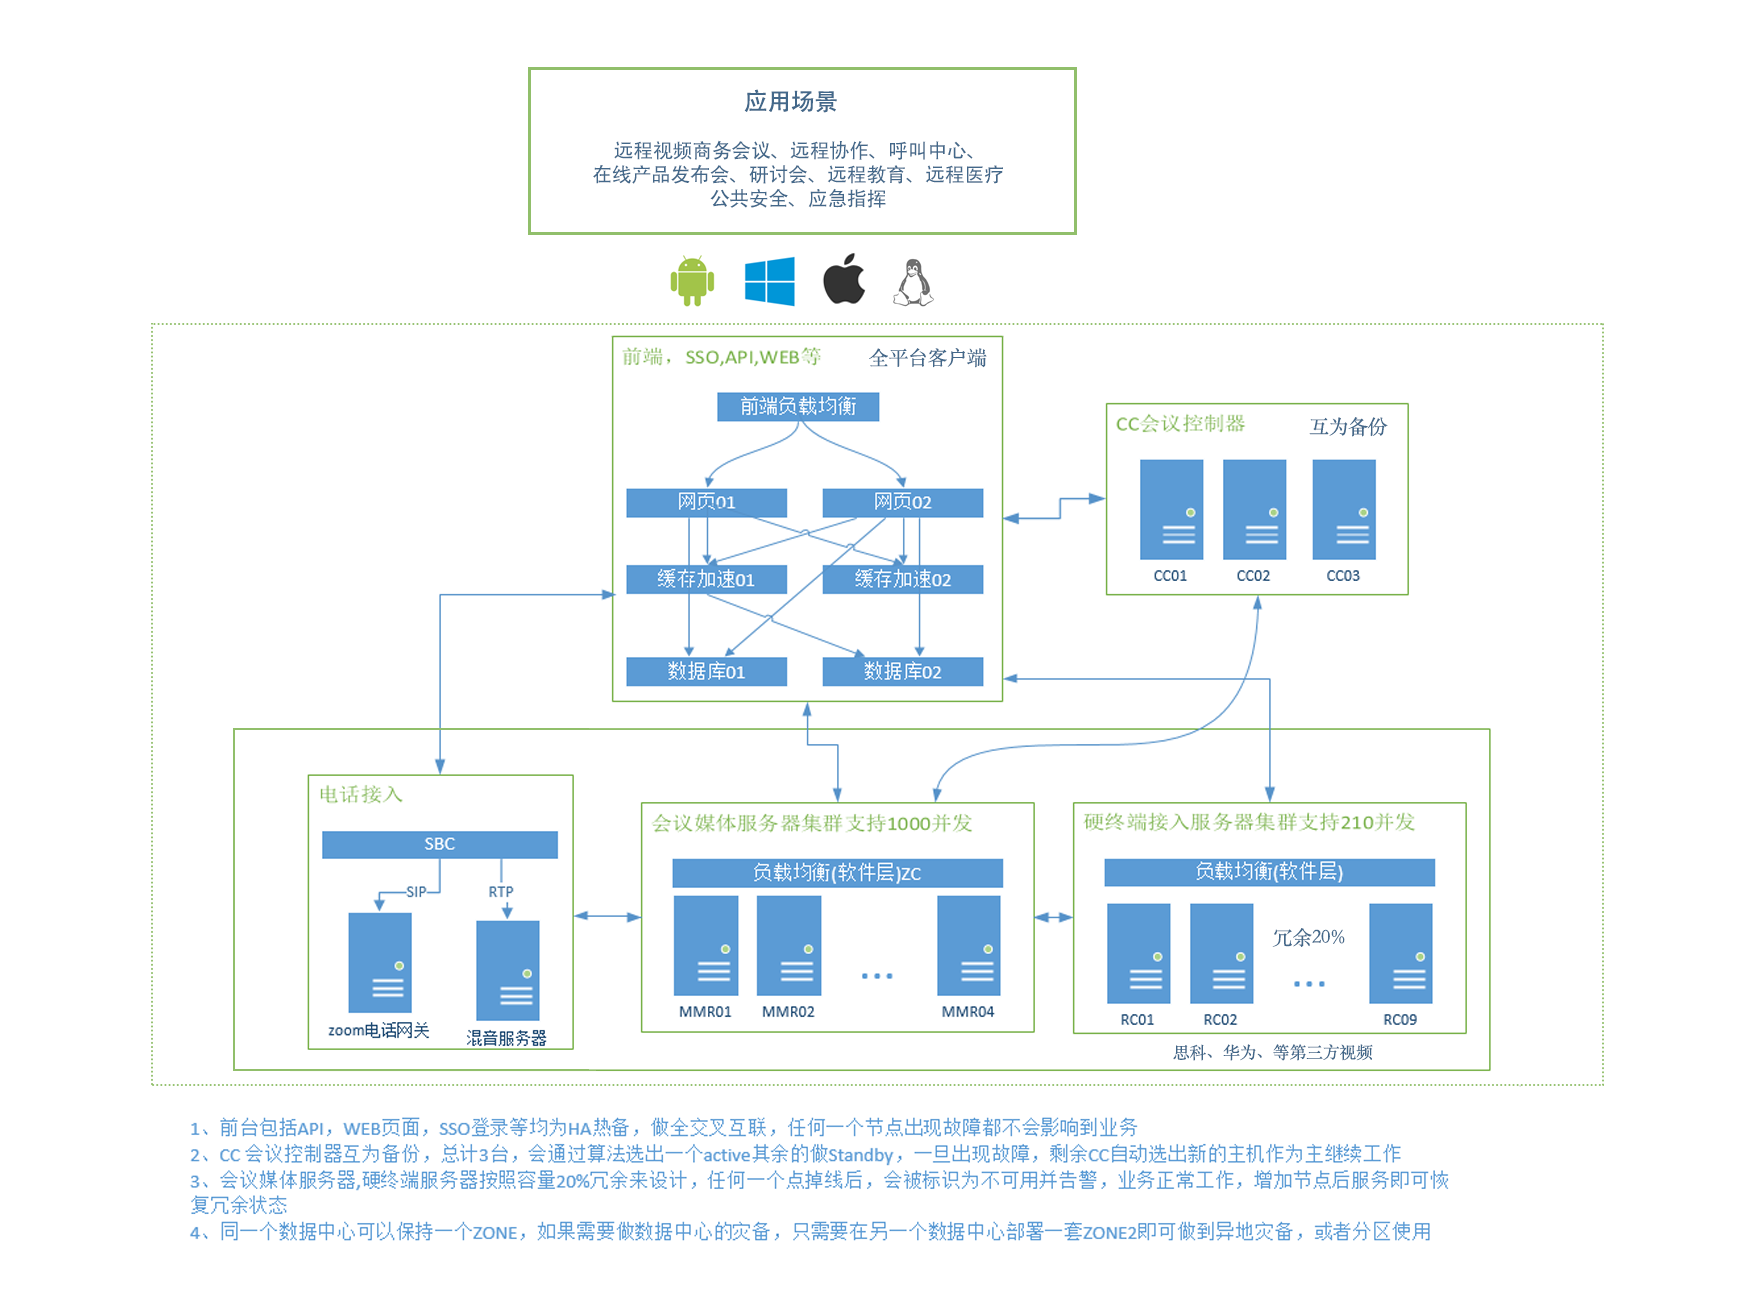 应用场景
远程视频商务会议、远程协作、呼叫中心、
在线产品发布会、研讨会、远程教育、远程医疗
公共安全、应急指挥
前端，SSO,API,WEB等
全平台客户端
前端负载均衡
网页01
网页02
缓存加速01
缓存加速02
数据库01
数据库02
CC会议控制器
互为备份
CC01
CC02
CC03
电话接入
SBC
SIP
RTP
zoom电话网关
混音服务器
会议媒体服务器集群支持1000并发
负载均衡(软件层)ZC
MMR01
MMR02
...
MMR04
硬终端接入服务器集群支持210并发
负载均衡(软件层)
冗余20%
...
RC01
RC02
RC09
思科、华为、等第三方视频
1、前台包括API，WEB页面，SSO登录等均为HA热备，做全交叉互联，任何一个节点出现故障都不会影响到业务
2、CC 会议控制器互为备份，总计3台，会通过算法选出一个active其余的做Standby，一旦出现故障，剩余CC自动选出新的主机作为主继续工作
3、会议媒体服务器,硬终端服务器按照容量20%冗余来设计，任何一个点掉线后，会被标识为不可用并告警，业务正常工作，增加节点后服务即可恢
复冗余状态
4、同一个数据中心可以保持一个ZONE，如果需要做数据中心的灾备，只需要在另一个数据中心部署一套ZONE2即可做到异地灾备，或者分区使用